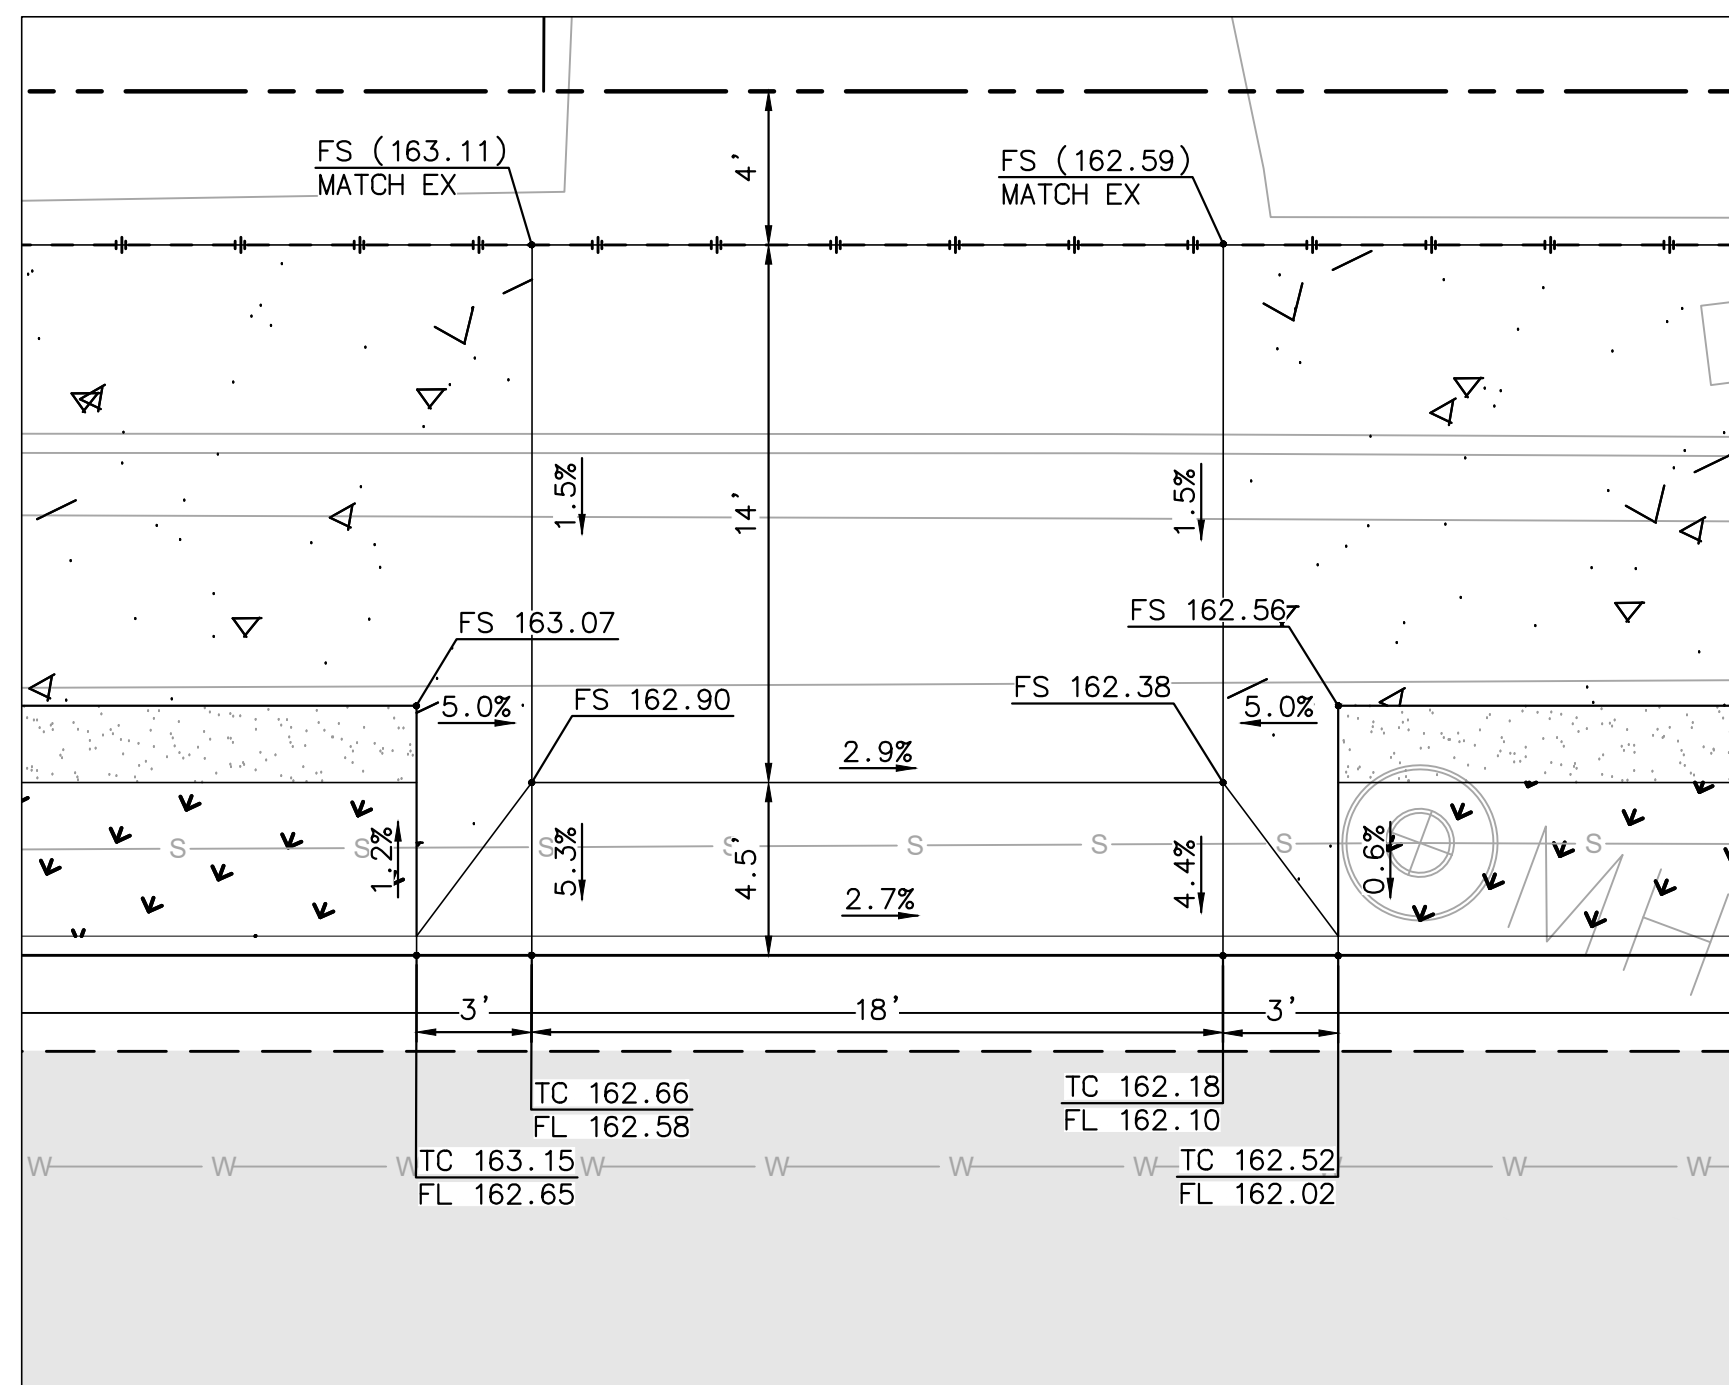 FS (163.11)
MATCH EX
4'
FS (162.59)
MATCH EX
1.5%
14'
1.5%
FS 163.07
FS 162.56
5.0%
FS 162.90
FS 162.38
5.0%
2.9%
1.2%
5.3%
4.5'
4.4%
0.6%
S S S S S S S S
2.7%
MH
3'
18'
3'
TC 162.66
FL 162.58
TC 162.18
FL 162.10
TC 163.15
FL 162.65
TC 162.52
FL 162.02
W W W W W W W W W